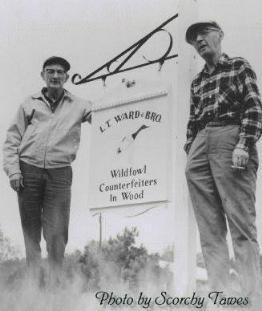 L.T. WARD & BRO.
Wildfowl
Counterfeiters
In Wood
Photo by Scorchy Tawes